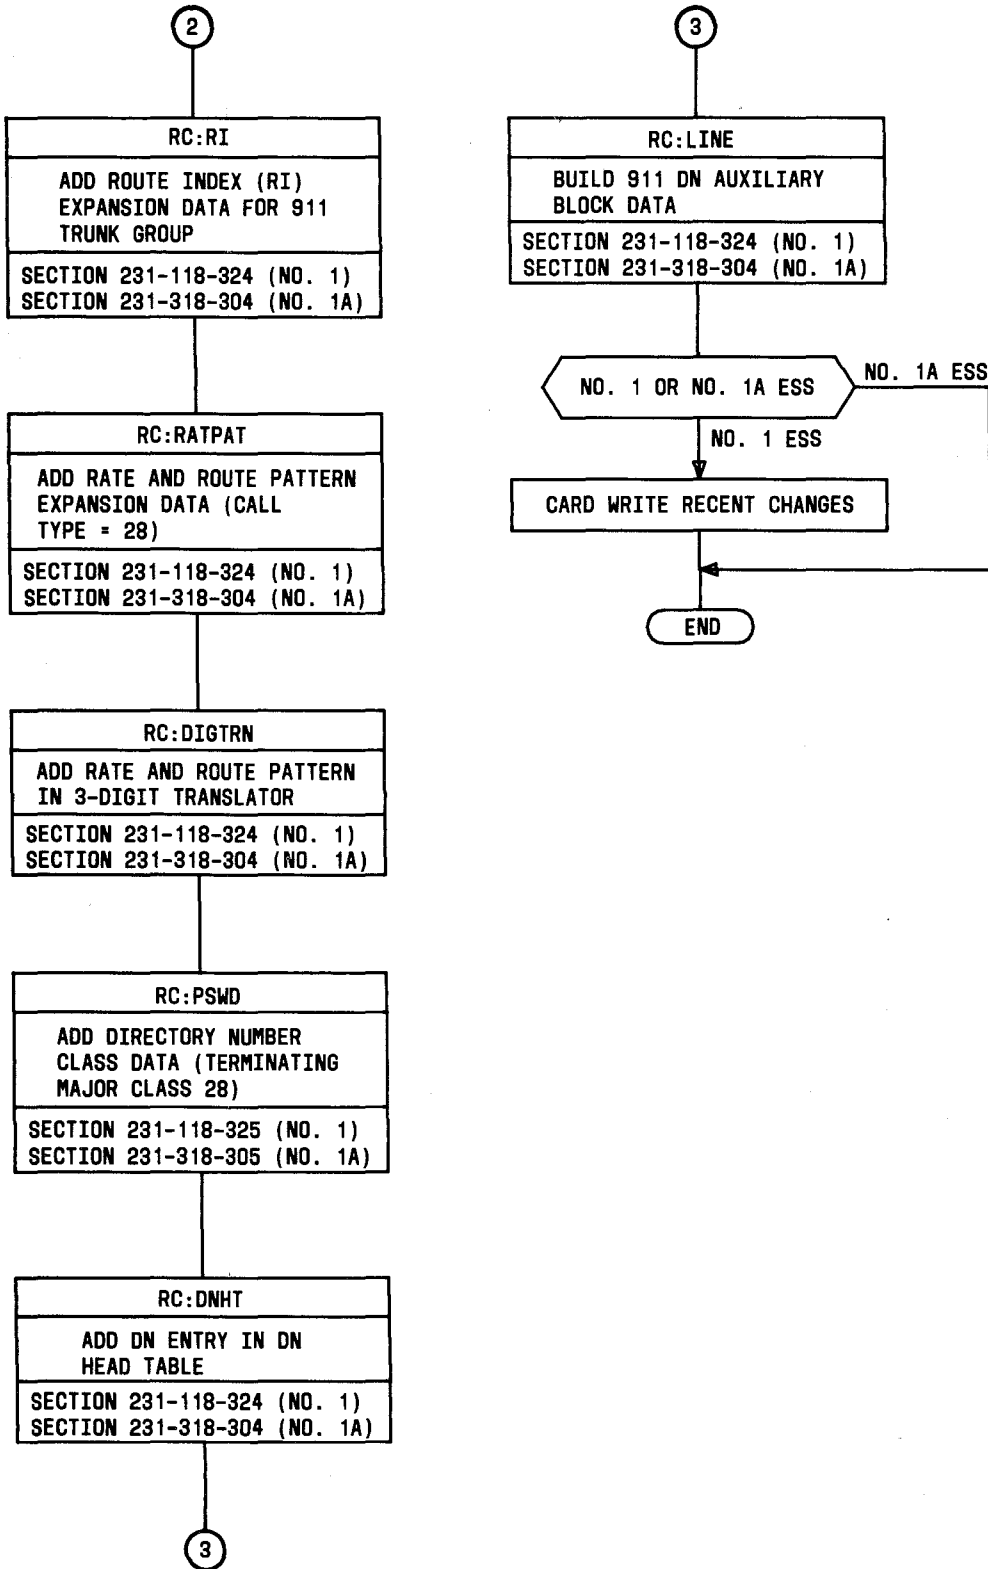 2
RC:RI
ADD ROUTE INDEX (RI)
EXPANSION DATA FOR 911
TRUNK GROUP
SECTION 231-118-324 (NO. 1)
SECTION 231-318-304 (NO. 1A)
RC:RATPAT
ADD RATE AND ROUTE PATTERN
EXPANSION DATA (CALL
TYPE = 28)
SECTION 231-118-324 (NO. 1)
SECTION 231-318-304 (NO. 1A)
RC:DIGTRN
ADD RATE AND ROUTE PATTERN
IN 3-DIGIT TRANSLATOR
SECTION 231-118-324 (NO. 1)
SECTION 231-318-304 (NO. 1A)
RC:PSWD
ADD DIRECTORY NUMBER
CLASS DATA (TERMINATING
MAJOR CLASS 28)
SECTION 231-118-325 (NO. 1)
SECTION 231-318-305 (NO. 1A)
RC:DNHT
ADD DN ENTRY IN DN
HEAD TABLE
SECTION 231-118-324 (NO. 1)
SECTION 231-318-304 (NO. 1A)
3
3
RC:LINE
BUILD 911 DN AUXILIARY
BLOCK DATA
SECTION 231-118-324 (NO. 1)
SECTION 231-318-304 (NO. 1A)
NO. 1 OR NO. 1A ESS
NO. 1A ESS
NO. 1 ESS
CARD WRITE RECENT CHANGES
END